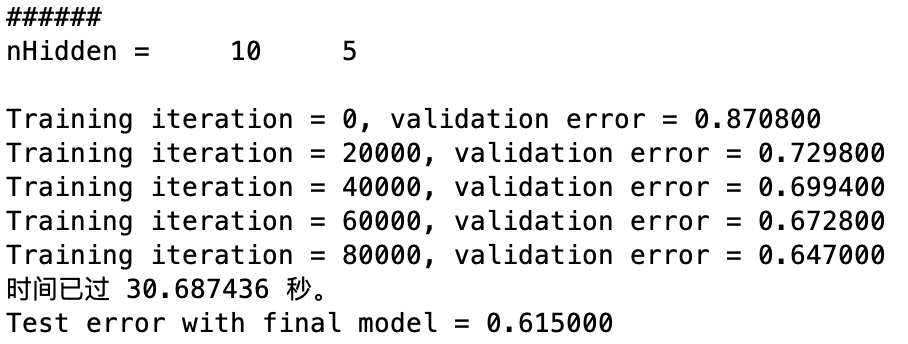 ######
nHidden =     10     5
Training iteration = 0, validation error = 0.870800
Training iteration = 20000, validation error = 0.729800
Training iteration = 40000, validation error = 0.699400
Training iteration = 60000, validation error = 0.672800
Training iteration = 80000, validation error = 0.647000
时间已过 30.687436 秒。
Test error with final model = 0.615000